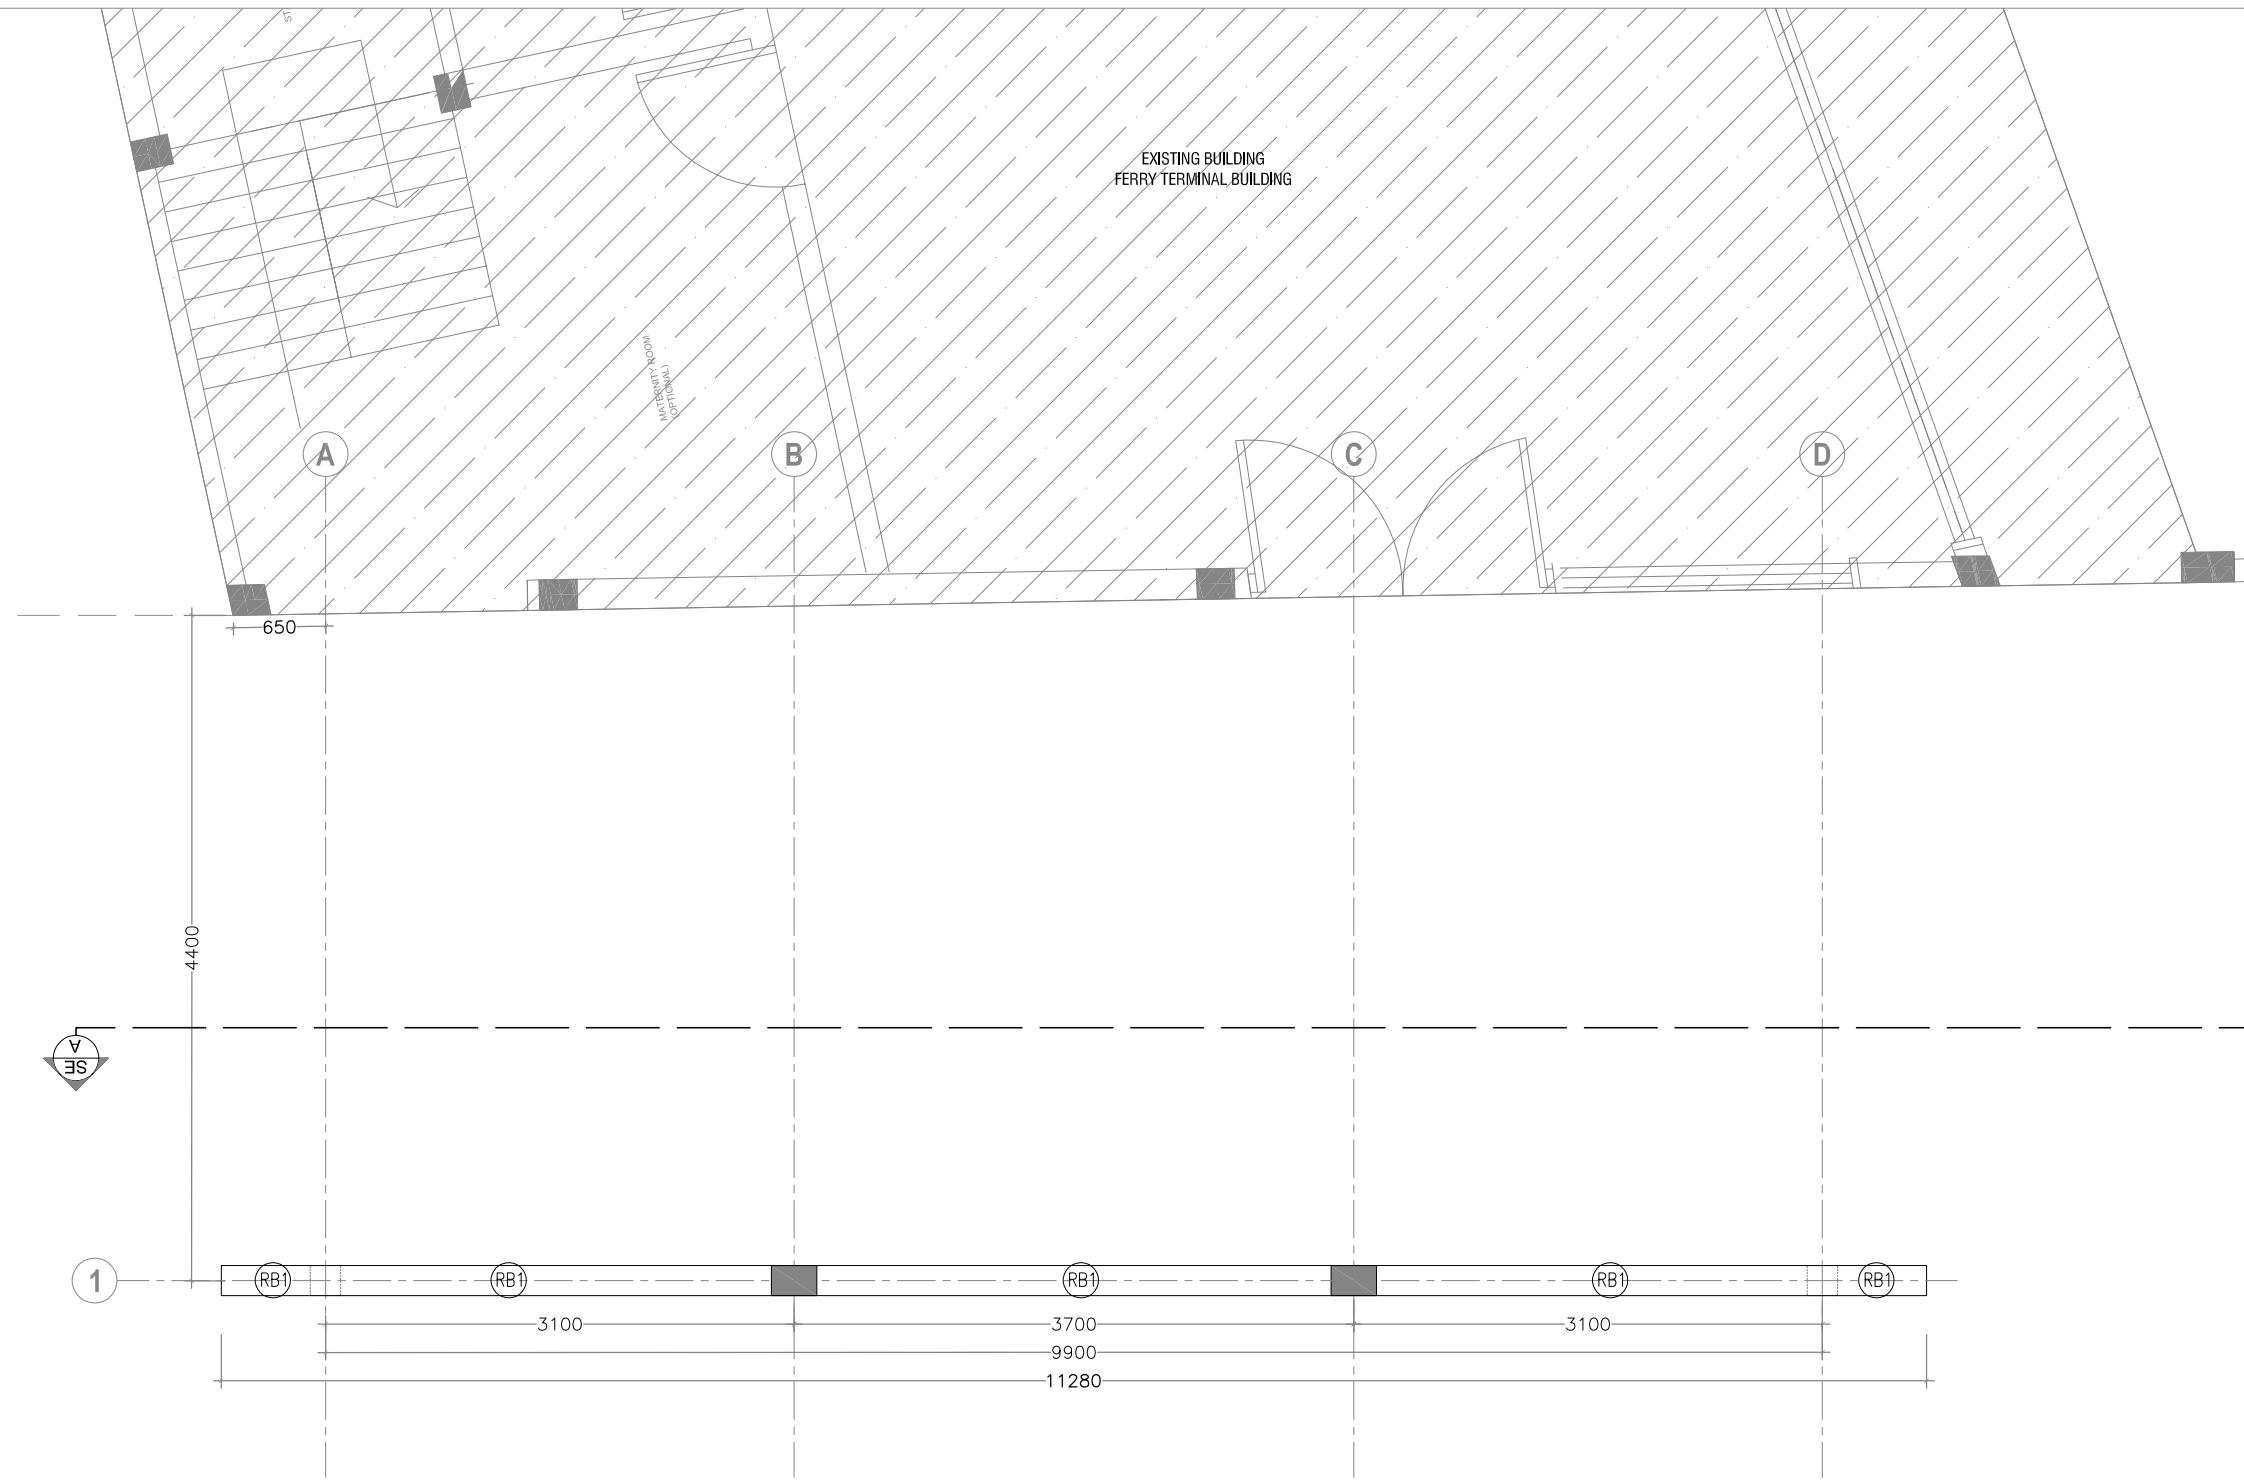 ST
EXISTING BUILDING
FERRY TERMINAL BUILDING
MATERNITY ROOM
(OPTIONAL)
A
B
C
D
650
4400
A
SE
1
RB1
RB1
RB1
RB1
RB1
3100
3700
3100
9900
11280